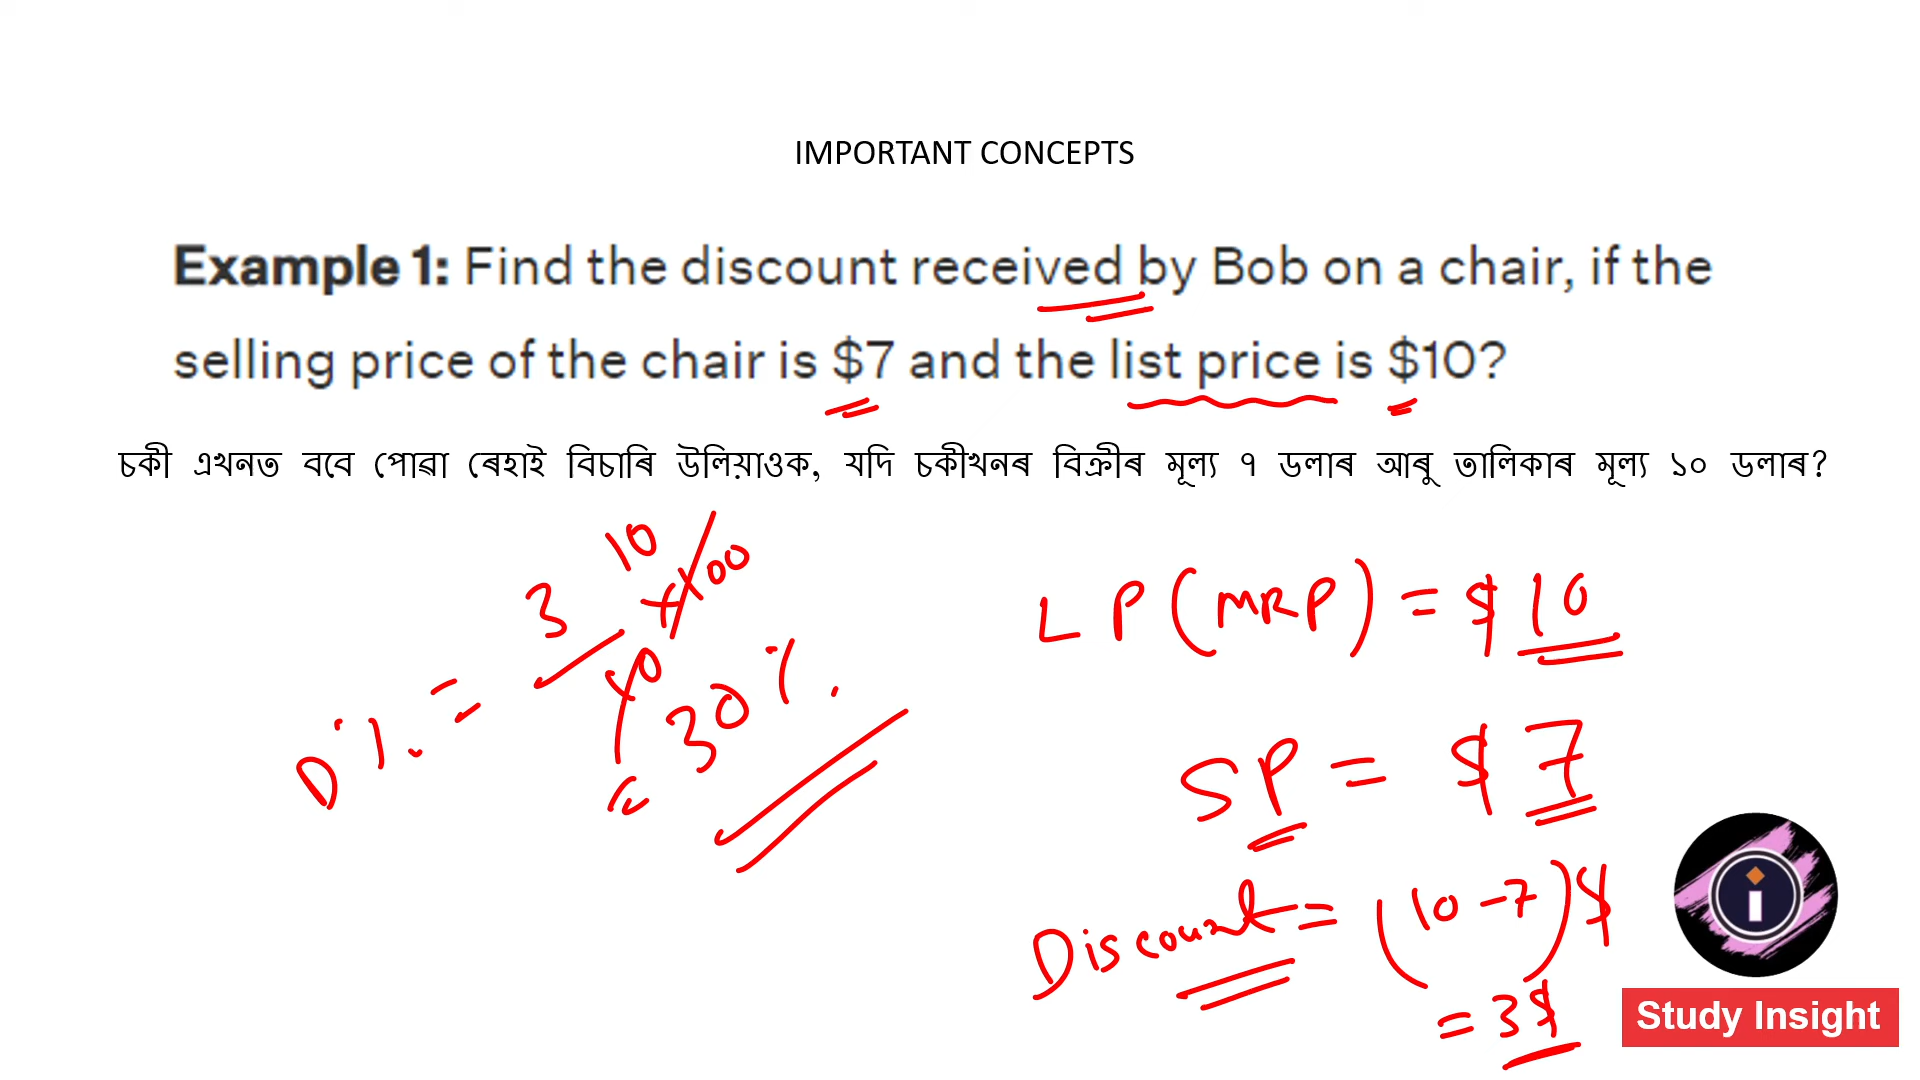 IMPORTANT CONCEPTS
Example 1: Find the discount received by Bob on a chair, if the
selling price of the chair is $7 and the list price is $10?
চকী এখনত ববে পোৱা ৰেহাই বিচাৰি উলিয়াওক, যদি চকীখনৰ বিক্ৰীৰ মূল্য ৭ ডলাৰ আৰু তালিকাৰ মূল্য ১০ ডলাৰ?
10
D%. = 3/10 × 100
= 30%.
LP (MRP) = $10
SP = $7
Discount = (10-7)$
= 3$
Study Insight